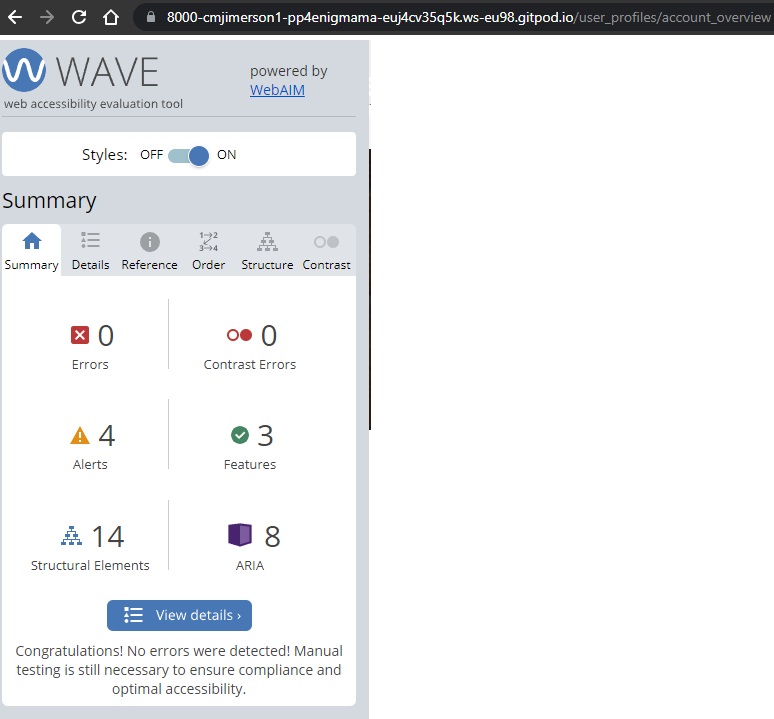 8000-cmjimerson1-pp4enigmama-euj4cv35q5k.ws-eu98.gitpod.io/user_profiles/account_overview
WAVE
web accessibility evaluation tool
powered by
WebAIM
Styles: OFF ON
Summary
Summary Details Reference Order Structure Contrast
0 Errors
0 Contrast Errors
4 Alerts
3 Features
14 Structural Elements
8 ARIA
View details ›
Congratulations! No errors were detected! Manual
testing is still necessary to ensure compliance and
optimal accessibility.